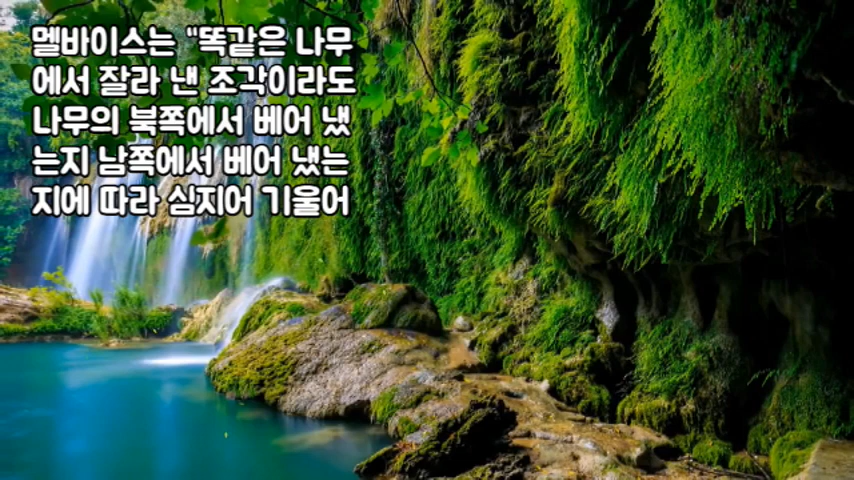 멜바이스는 "똑같은 나무
에서 잘라 낸 조각이라도
나무의 북쪽에서 베어 냈
는지 남쪽에서 베어 냈는
지에 따라 심지어 기울어